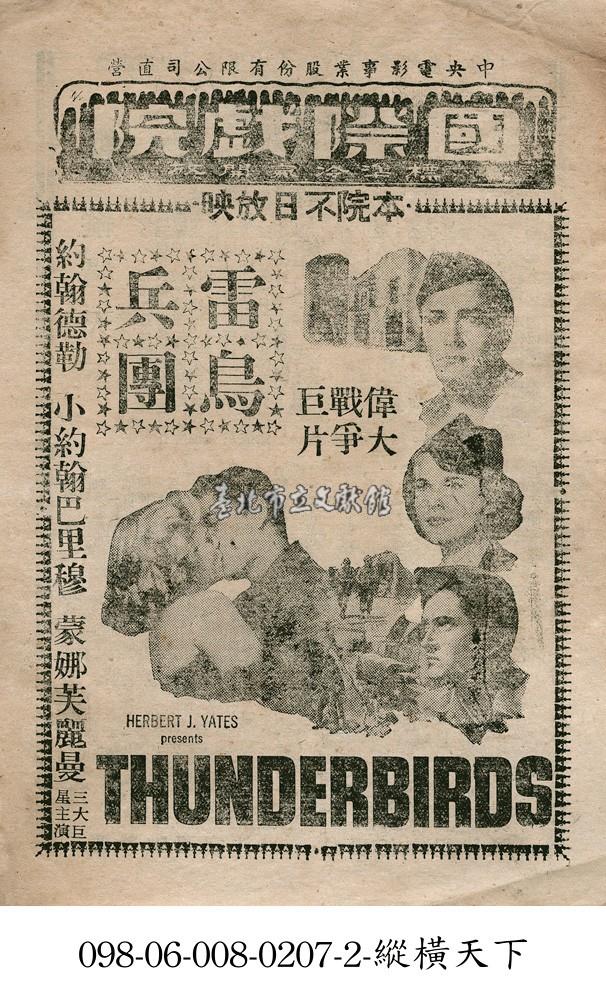 中央電影事業股份有限公司直營
國際戲院
本院不日放映
雷鳥
兵團
偉大
戰爭
巨片
約翰德勒 小約翰巴里穆 蒙娜芙麗曼
三大巨
星主演
臺北市立文獻館
HERBERT J. YATES
presents
THUNDERBIRDS
098-06-008-0207-2-縱橫天下